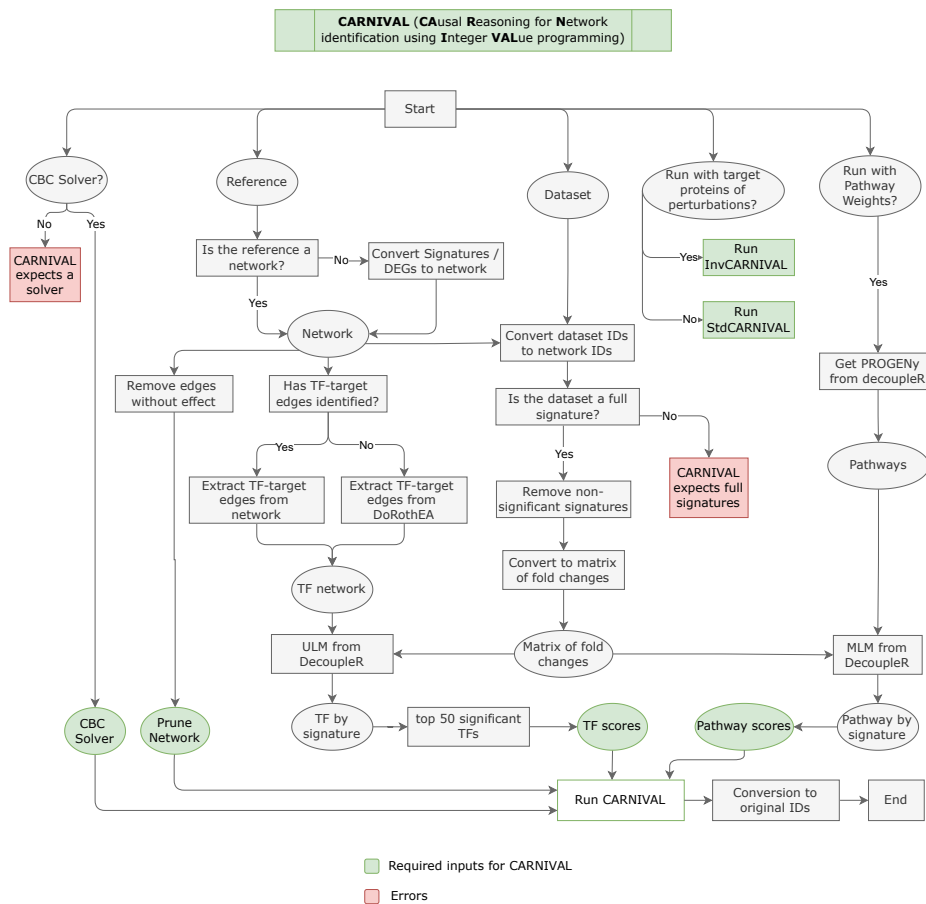 CARNIVAL (CAusal Reasoning for Network
identification using Integer VALue programming)
Start
CBC Solver?
Reference
Dataset
Run with target
proteins of
perturbations?
Run with
Pathway
Weights?
No
Yes
CARNIVAL
expects a
solver
Is the reference a
network?
No
Convert Signatures /
DEGs to network
Yes
Yes
Run
InvCARNIVAL
No
Run
StdCARNIVAL
Yes
Network
Convert dataset IDs
to network IDs
Get PROGENy
from decoupleR
Remove edges
without effect
Has TF-target
edges identified?
Is the dataset a full
signature?
No
Yes
No
Yes
CARNIVAL
expects full
signatures
Pathways
Extract TF-target
edges from
network
Extract TF-target
edges from
DoRothEA
Remove non-
significant signatures
Convert to matrix
of fold changes
TF network
ULM from
DecoupleR
Matrix of fold
changes
MLM from
DecoupleR
CBC
Solver
Prune
Network
TF by
signature
top 50 significant
TFs
TF scores
Pathway scores
Pathway by
signature
Run CARNIVAL
Conversion to
original IDs
End
Required inputs for CARNIVAL
Errors